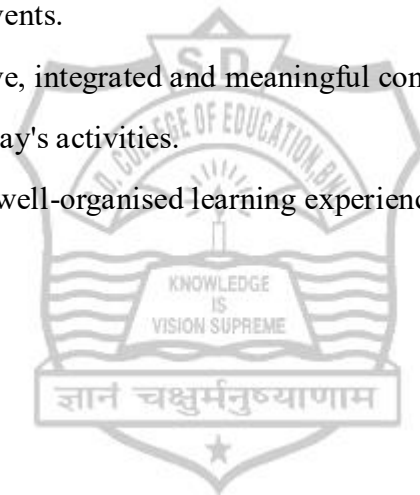 vents.
ve, integrated and meaningful con
ay's activities.
well-organised learning experienc
S.D.
S.D. COLLEGE OF EDUCATION, BN
KNOWLEDGE
IS
VISION SUPREME
ज्ञानं चक्षुर्मनुष्याणाम